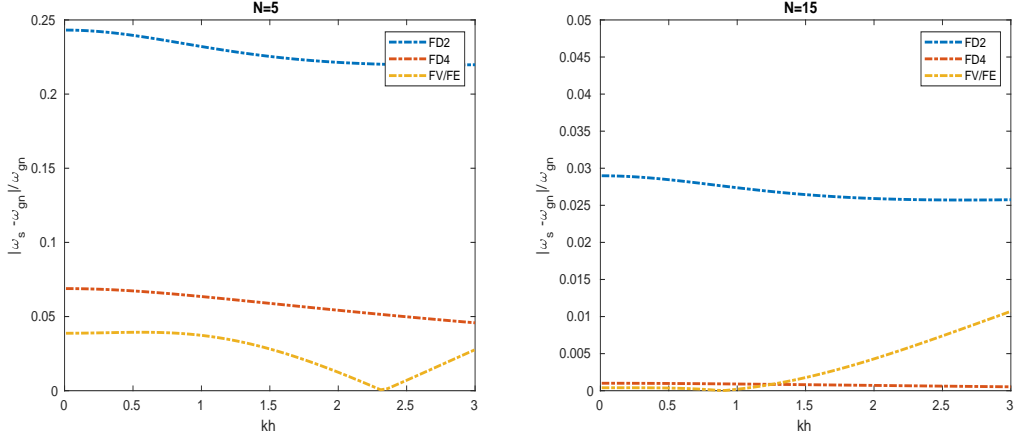 N=5
0.25
0.2
0.15
0.1
0.05
0
0 0.5 1 1.5 2 2.5 3
kh
|ω_s - ω_gn|/ω_gn
FD2
FD4
FV/FE
N=15
0.05
0.045
0.04
0.035
0.03
0.025
0.02
0.015
0.01
0.005
0
0 0.5 1 1.5 2 2.5 3
kh
|ω_s - ω_gn|/ω_gn
FD2
FD4
FV/FE